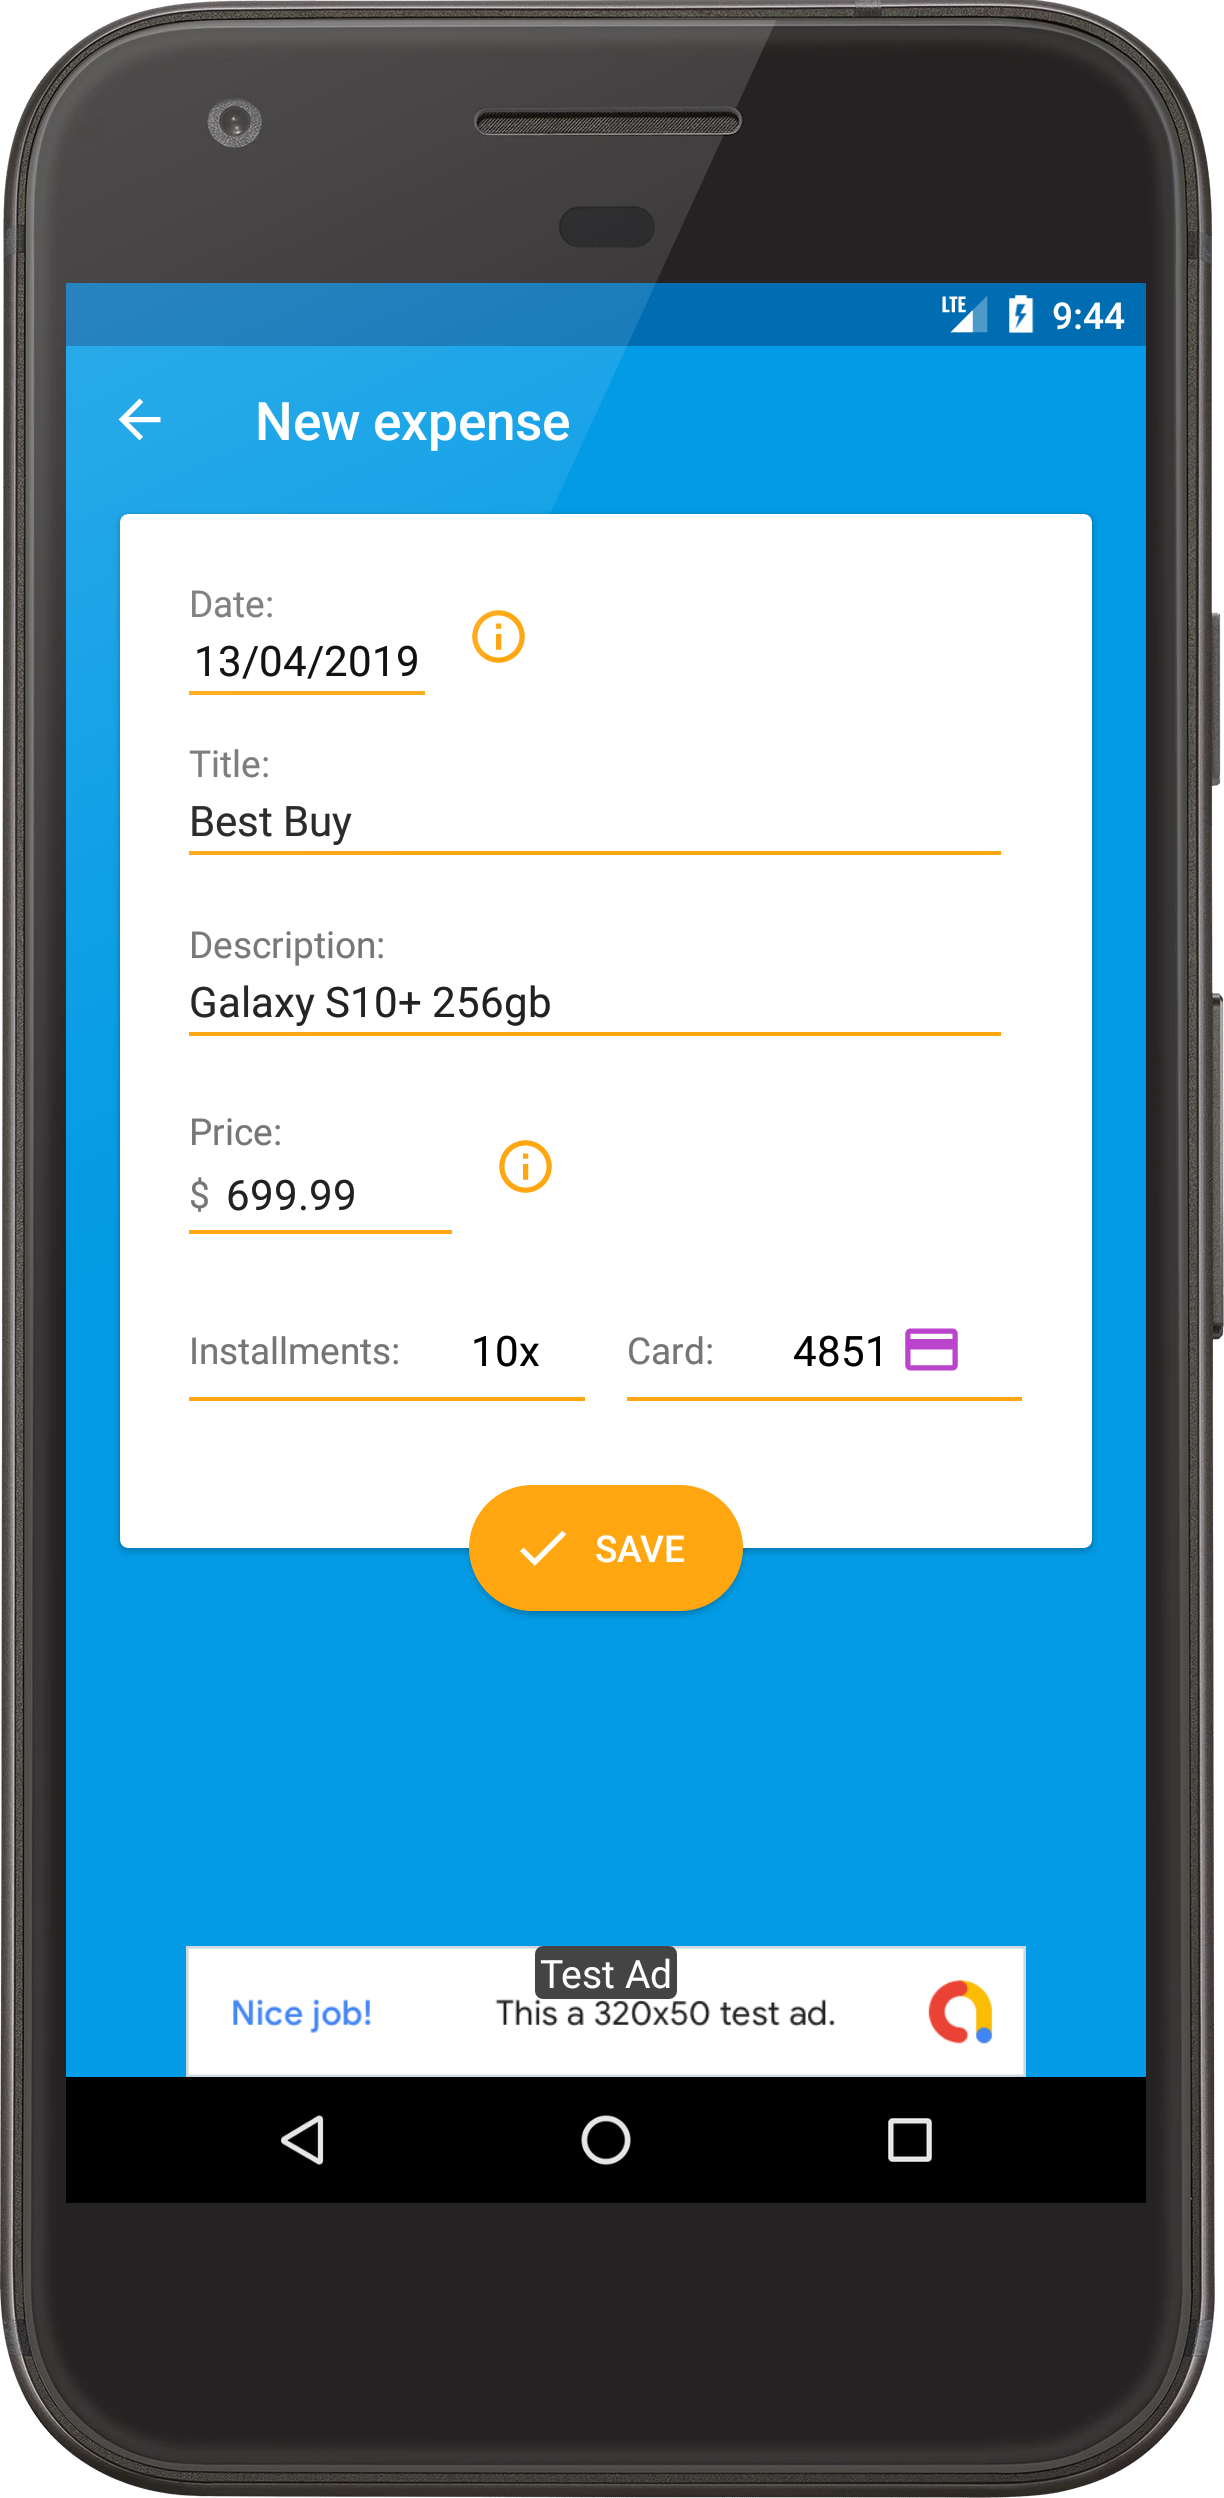 LTE 9:44
New expense
Date:
13/04/2019
Title:
Best Buy
Description:
Galaxy S10+ 256gb
Price:
$ 699.99
Installments: 10x Card: 4851
SAVE
Test Ad
Nice job! This a 320x50 test ad.